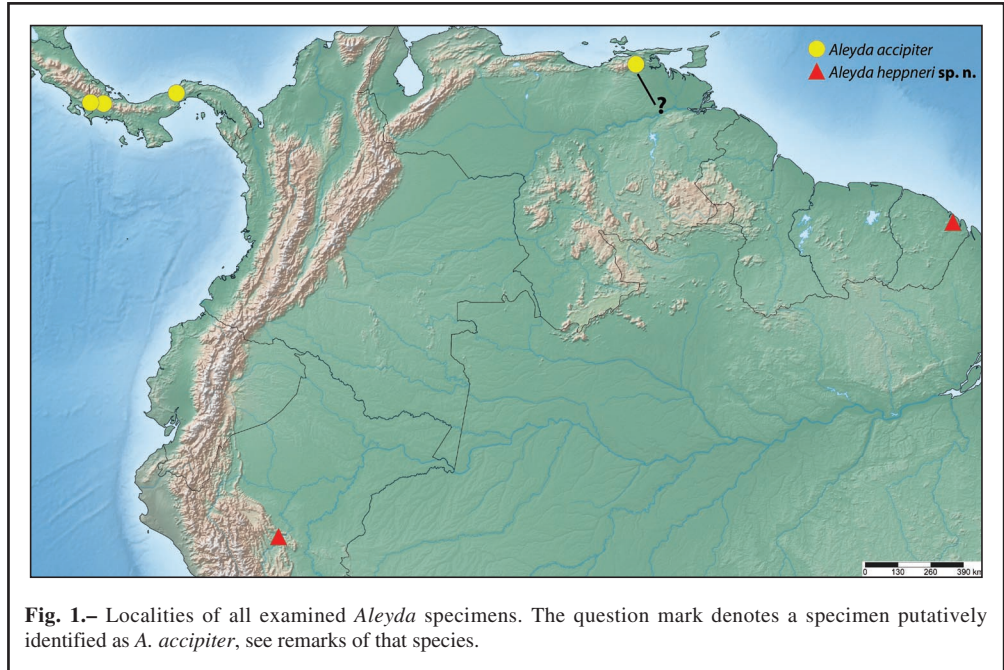 Aleyda accipiter
Aleyda heppneri sp. n.
?
0 130 260 390 km
Fig. 1.– Localities of all examined Aleyda specimens. The question mark denotes a specimen putatively
identified as A. accipiter, see remarks of that species.